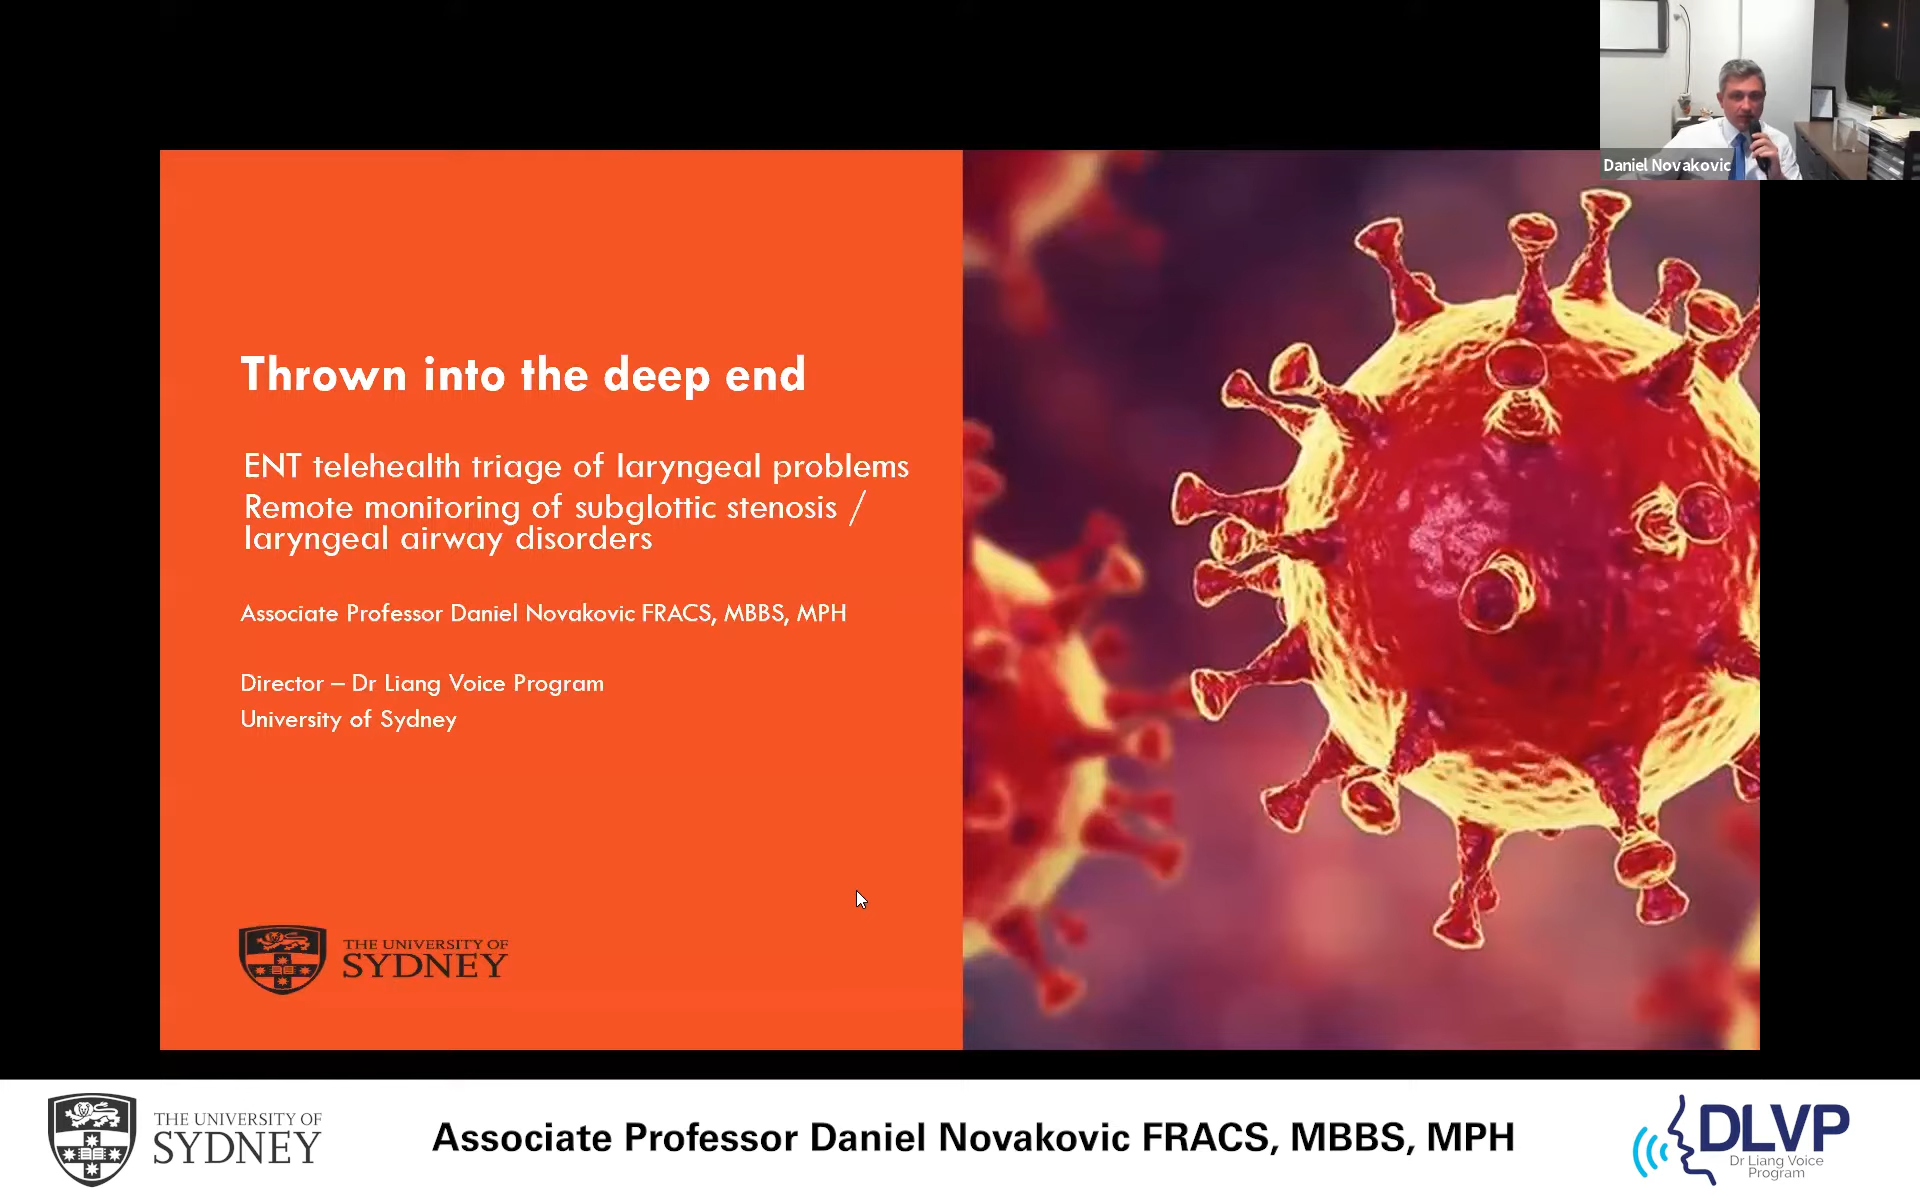 Daniel Novakovic
Thrown into the deep end
ENT telehealth triage of laryngeal problems
Remote monitoring of subglottic stenosis /
laryngeal airway disorders
Associate Professor Daniel Novakovic FRACS, MBBS, MPH
Director – Dr Liang Voice Program
University of Sydney
THE UNIVERSITY OF
SYDNEY
THE UNIVERSITY OF
SYDNEY
Associate Professor Daniel Novakovic FRACS, MBBS, MPH
DLVP
Dr Liang Voice
Program